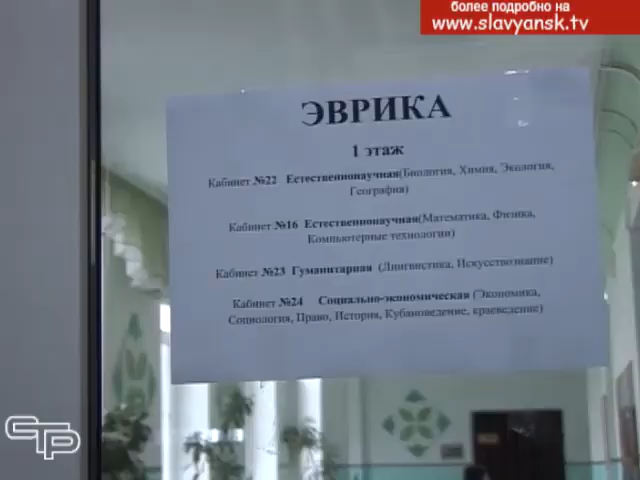 более подробно на
www.slavyansk.tv
ЭВРИКА
1 этаж
Кабинет №22 Естественнонаучная(Биология, Химия, Экология,
География)
Кабинет №16 Естественнонаучная(Математика, Физика,
Компьютерные технологии)
Кабинет №23 Гуманитарная (Лингвистика, Искусствознание)
Кабинет №24 Социально-экономическая (Экономика,
Социология, Право, История, Кубановедение, краеведение)
СТР